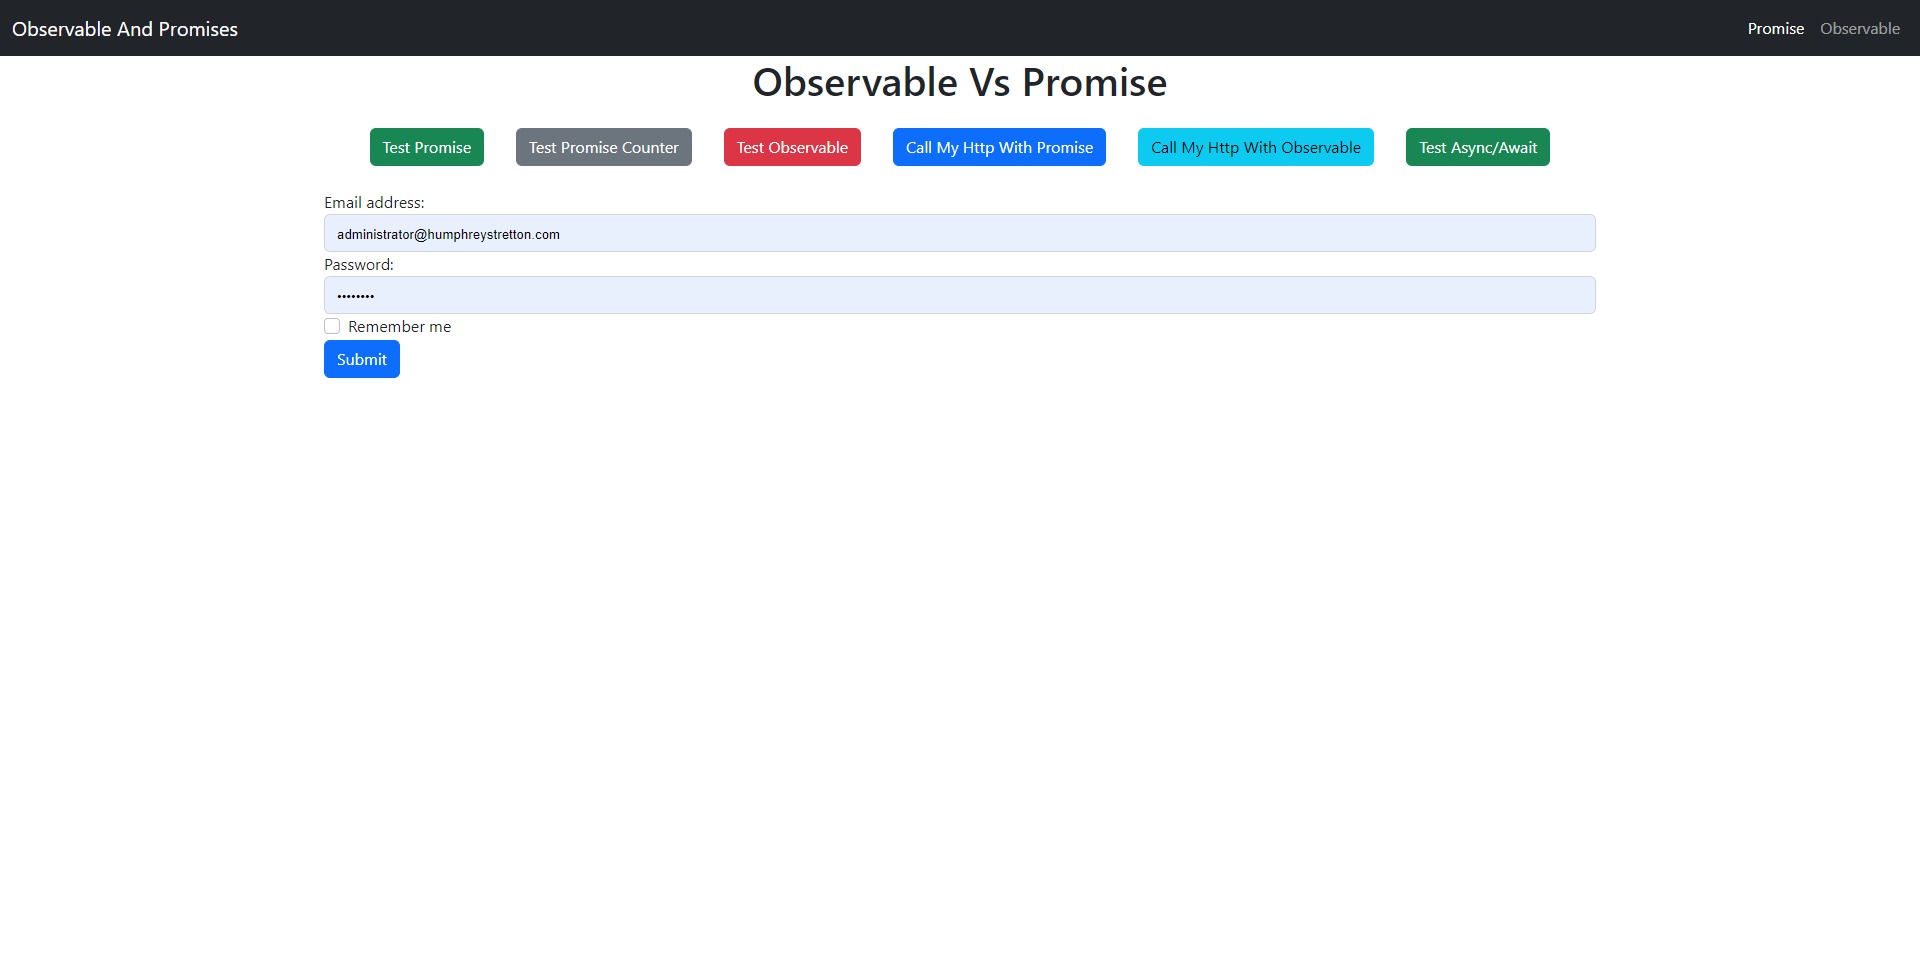 Observable And Promises Promise Observable
Observable Vs Promise
Test Promise Test Promise Counter Test Observable Call My Http With Promise Call My Http With Observable Test Async/Await
Email address:
administrator@humphreystretton.com
Password:
••••••••
Remember me
Submit